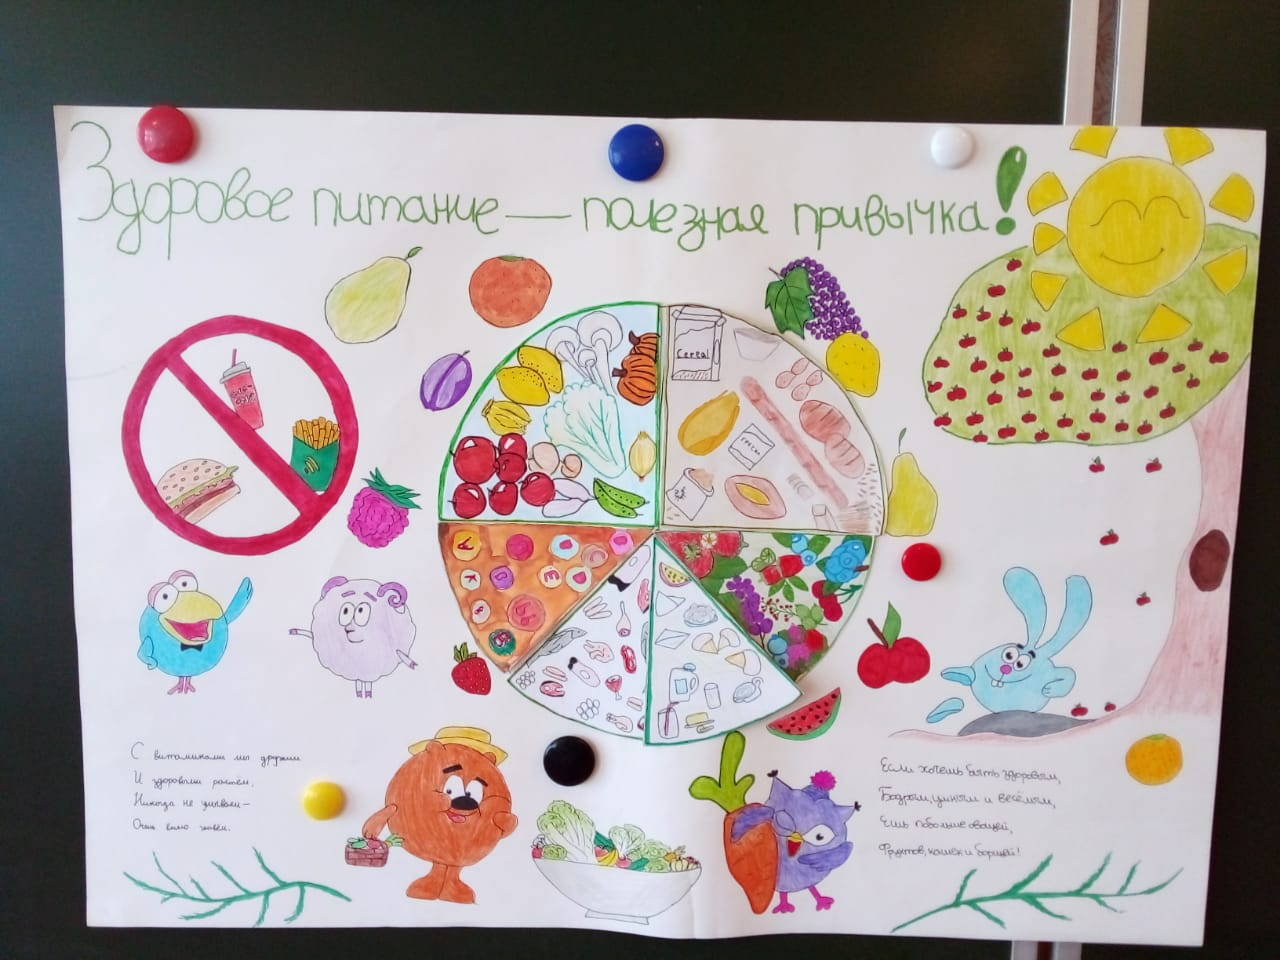 Здоровое питание — полезная привычка!
Cereal
С витаминами мы дружим
И здоровыми растём.
Никогда не унываем —
Очень весело живём.
Если хочешь быть здоровым,
Бодрым, умным и весёлым,
Ешь побольше овощей,
Фруктов, кашек и борщей!